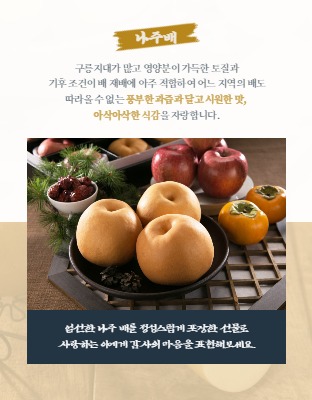 나주배
구릉지대가 많고 영양분이 가득한 토질과
기후 조건이 배 재배에 아주 적합하여 어느 지역의 배도
따라올 수 없는 풍부한 과즙과 달고 시원한 맛,
아삭아삭한 식감을 자랑합니다.
엄선한 나주 배를 정성스럽게 포장한 선물로
사랑하는 이에게 감사의 마음을 표현해보세요.